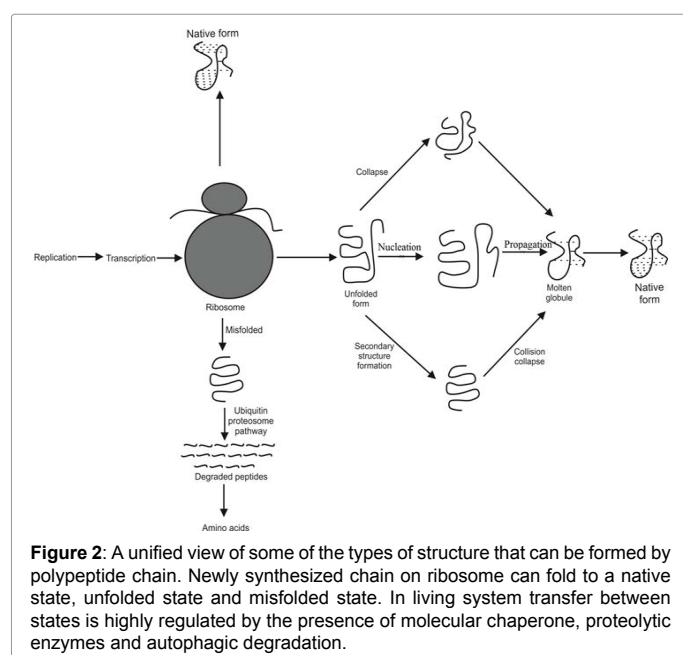 Native form
Collapse
Nucleation
Propagation
Replication
Transcription
Ribosome
Unfolded
form
Molten
globule
Native
form
Misfolded
Secondary
structure
formation
Collision
collapse
Ubiquitin
proteosome
pathway
Degraded peptides
Amino acids
Figure 2: A unified view of some of the types of structure that can be formed by
polypeptide chain. Newly synthesized chain on ribosome can fold to a native
state, unfolded state and misfolded state. In living system transfer between
states is highly regulated by the presence of molecular chaperone, proteolytic
enzymes and autophagic degradation.